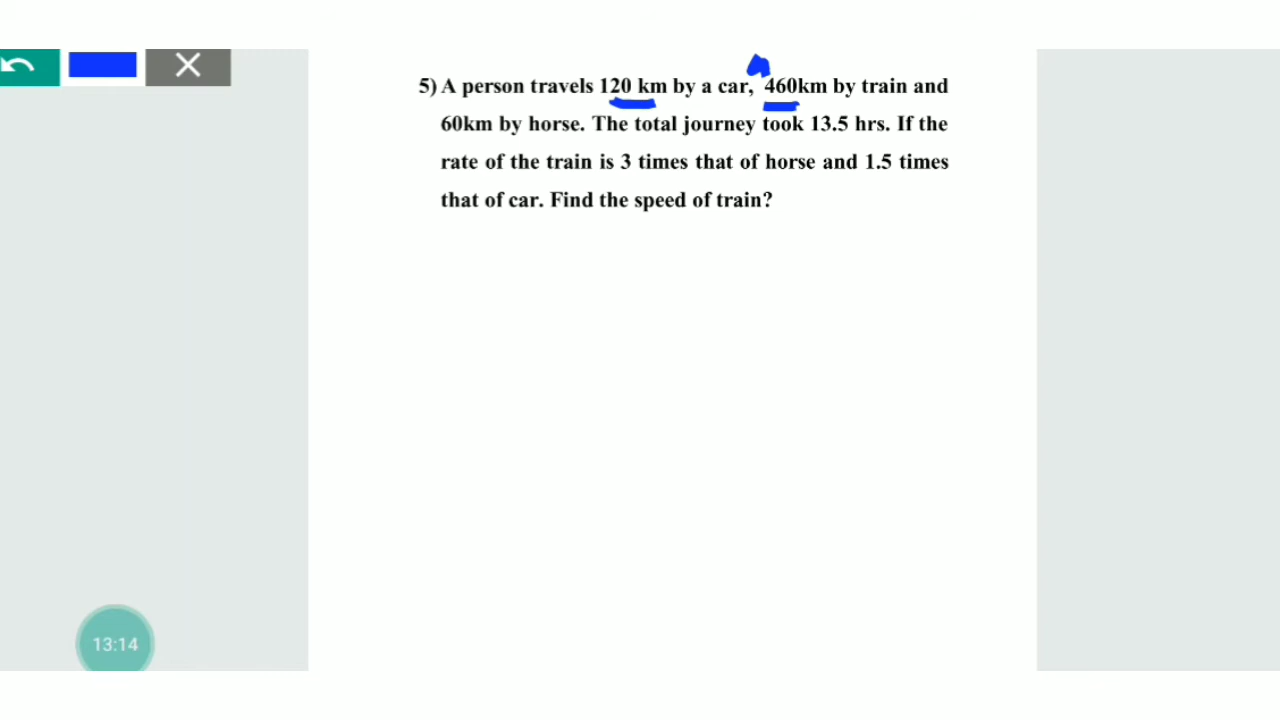 5) A person travels 120 km by a car, 460km by train and
60km by horse. The total journey took 13.5 hrs. If the
rate of the train is 3 times that of horse and 1.5 times
that of car. Find the speed of train?
13:14